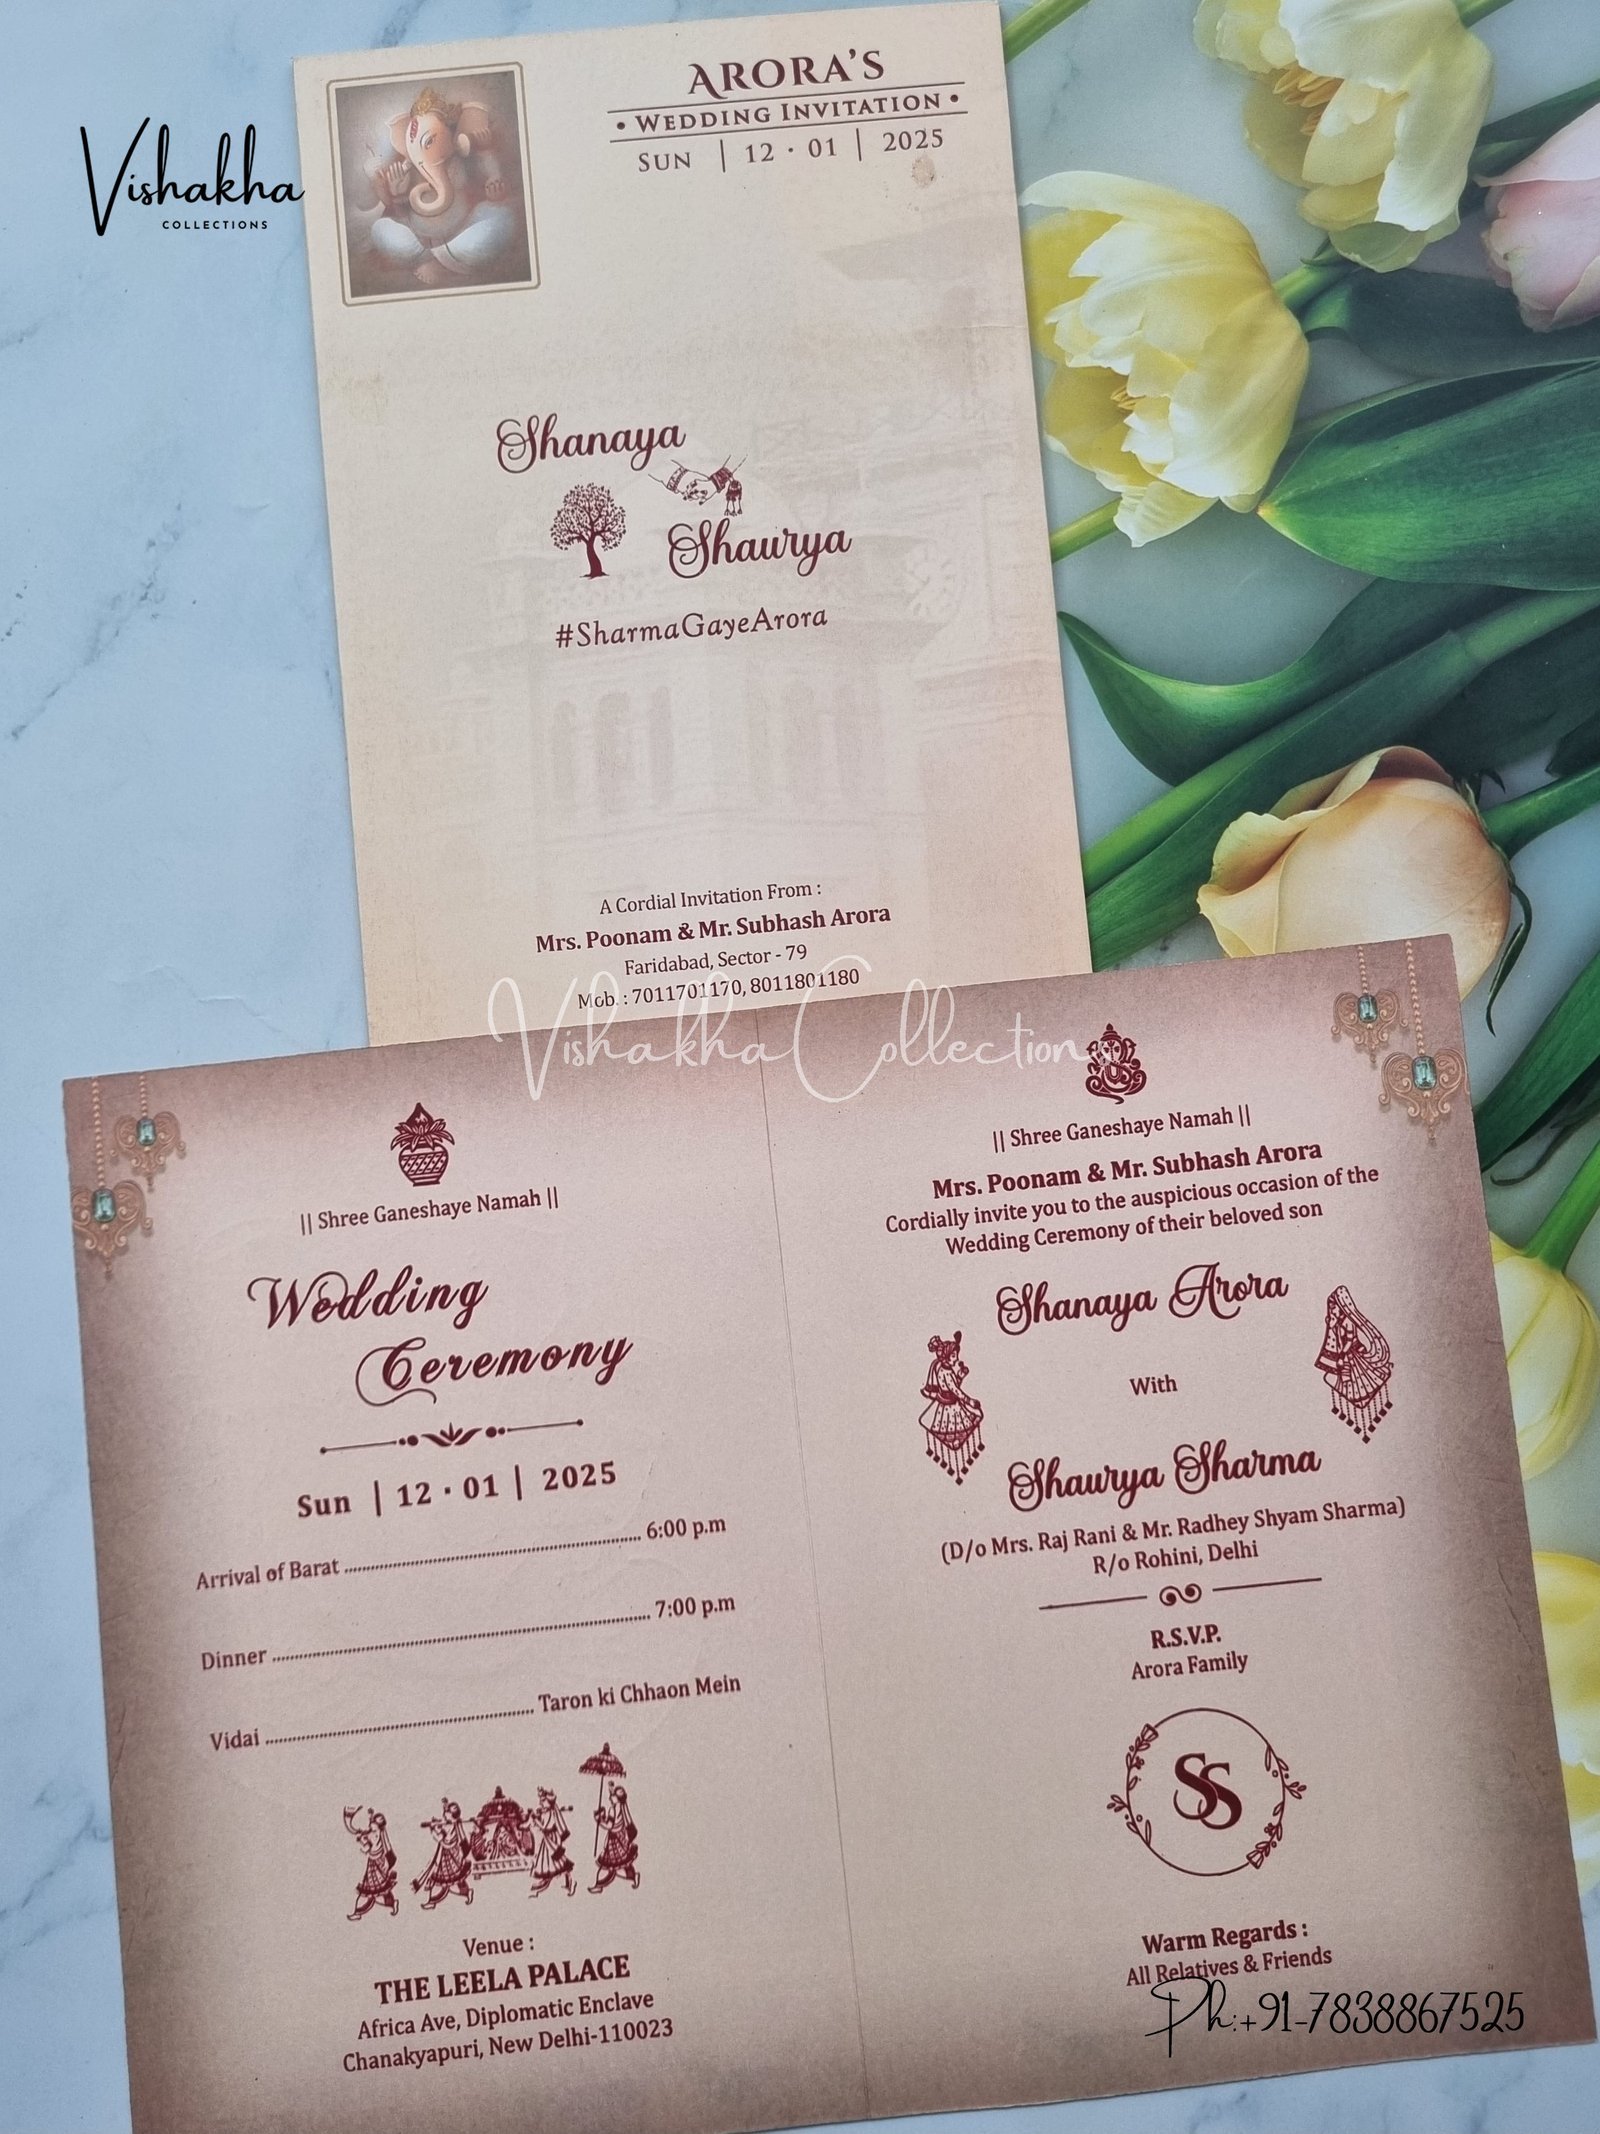 Vishakha
COLLECTIONS
ARORA'S
• WEDDING INVITATION •
SUN | 12 · 01 | 2025
Shanaya
Shaurya
#SharmaGayeArora
A Cordial Invitation From :
Mrs. Poonam & Mr. Subhash Arora
Faridabad, Sector - 79
Mob. : 7011701170, 8011801180
Vishakha Collections
|| Shree Ganeshaye Namah ||
Wedding
Ceremony
Sun | 12 · 01 | 2025
Arrival of Barat ........................ 6:00 p.m
Dinner ........................ 7:00 p.m
Vidai ........................ Taron ki Chhaon Mein
Venue :
THE LEELA PALACE
Africa Ave, Diplomatic Enclave
Chanakyapuri, New Delhi-110023
|| Shree Ganeshaye Namah ||
Mrs. Poonam & Mr. Subhash Arora
Cordially invite you to the auspicious occasion of the
Wedding Ceremony of their beloved son
Shanaya Arora
With
Shaurya Sharma
(D/o Mrs. Raj Rani & Mr. Radhey Shyam Sharma)
R/o Rohini, Delhi
R.S.V.P.
Arora Family
SS
Warm Regards :
All Relatives & Friends
Ph:+91-7838867525